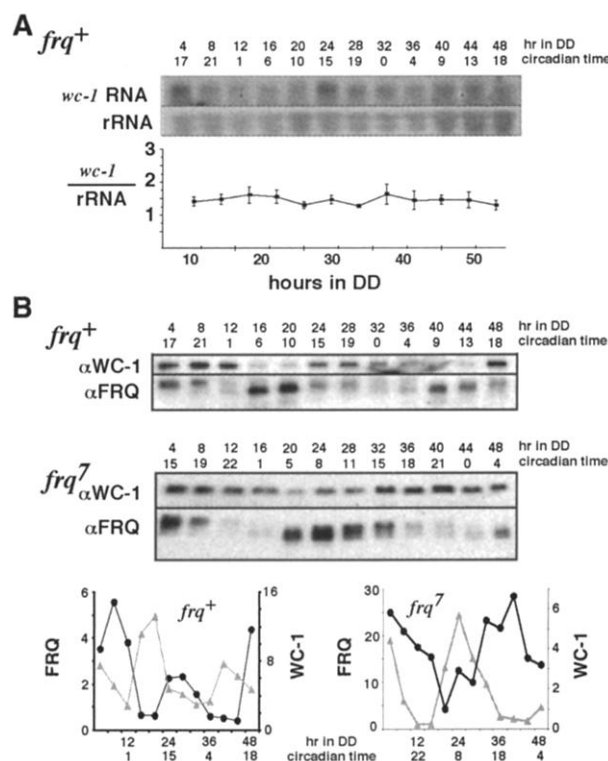 A
frq+
4 8 12 16 20 24 28 32 36 40 44 48 hr in DD
17 21 1 6 10 15 19 0 4 9 13 18 circadian time
wc-1 RNA
rRNA
wc-1
rRNA
3
2
1
10 30 40 50
hours in DD
B
frq+
4 8 12 16 20 24 28 32 36 40 44 48 hr in DD
17 21 1 6 10 15 19 0 4 9 13 18 circadian time
αWC-1
αFRQ
4 8 12 16 20 24 28 32 36 40 44 48 hr in DD
15 19 22 1 5 8 11 15 18 21 0 4 circadian time
frq7
αWC-1
αFRQ
FRQ
6
4
2
0
frq+
16
8
0
WC-1
FRQ
30
20
10
0
frq7
6
4
2
0
WC-1
12 24 36 48 hr in DD 12 24 36 48
1 15 4 18 circadian time 22 8 18 4